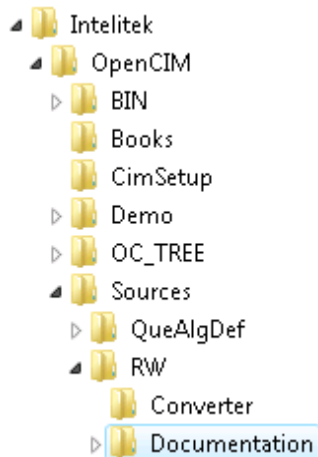 Intelitek
OpenCIM
BIN
Books
CimSetup
Demo
OC_TREE
Sources
QueAlgDef
RW
Converter
Documentation